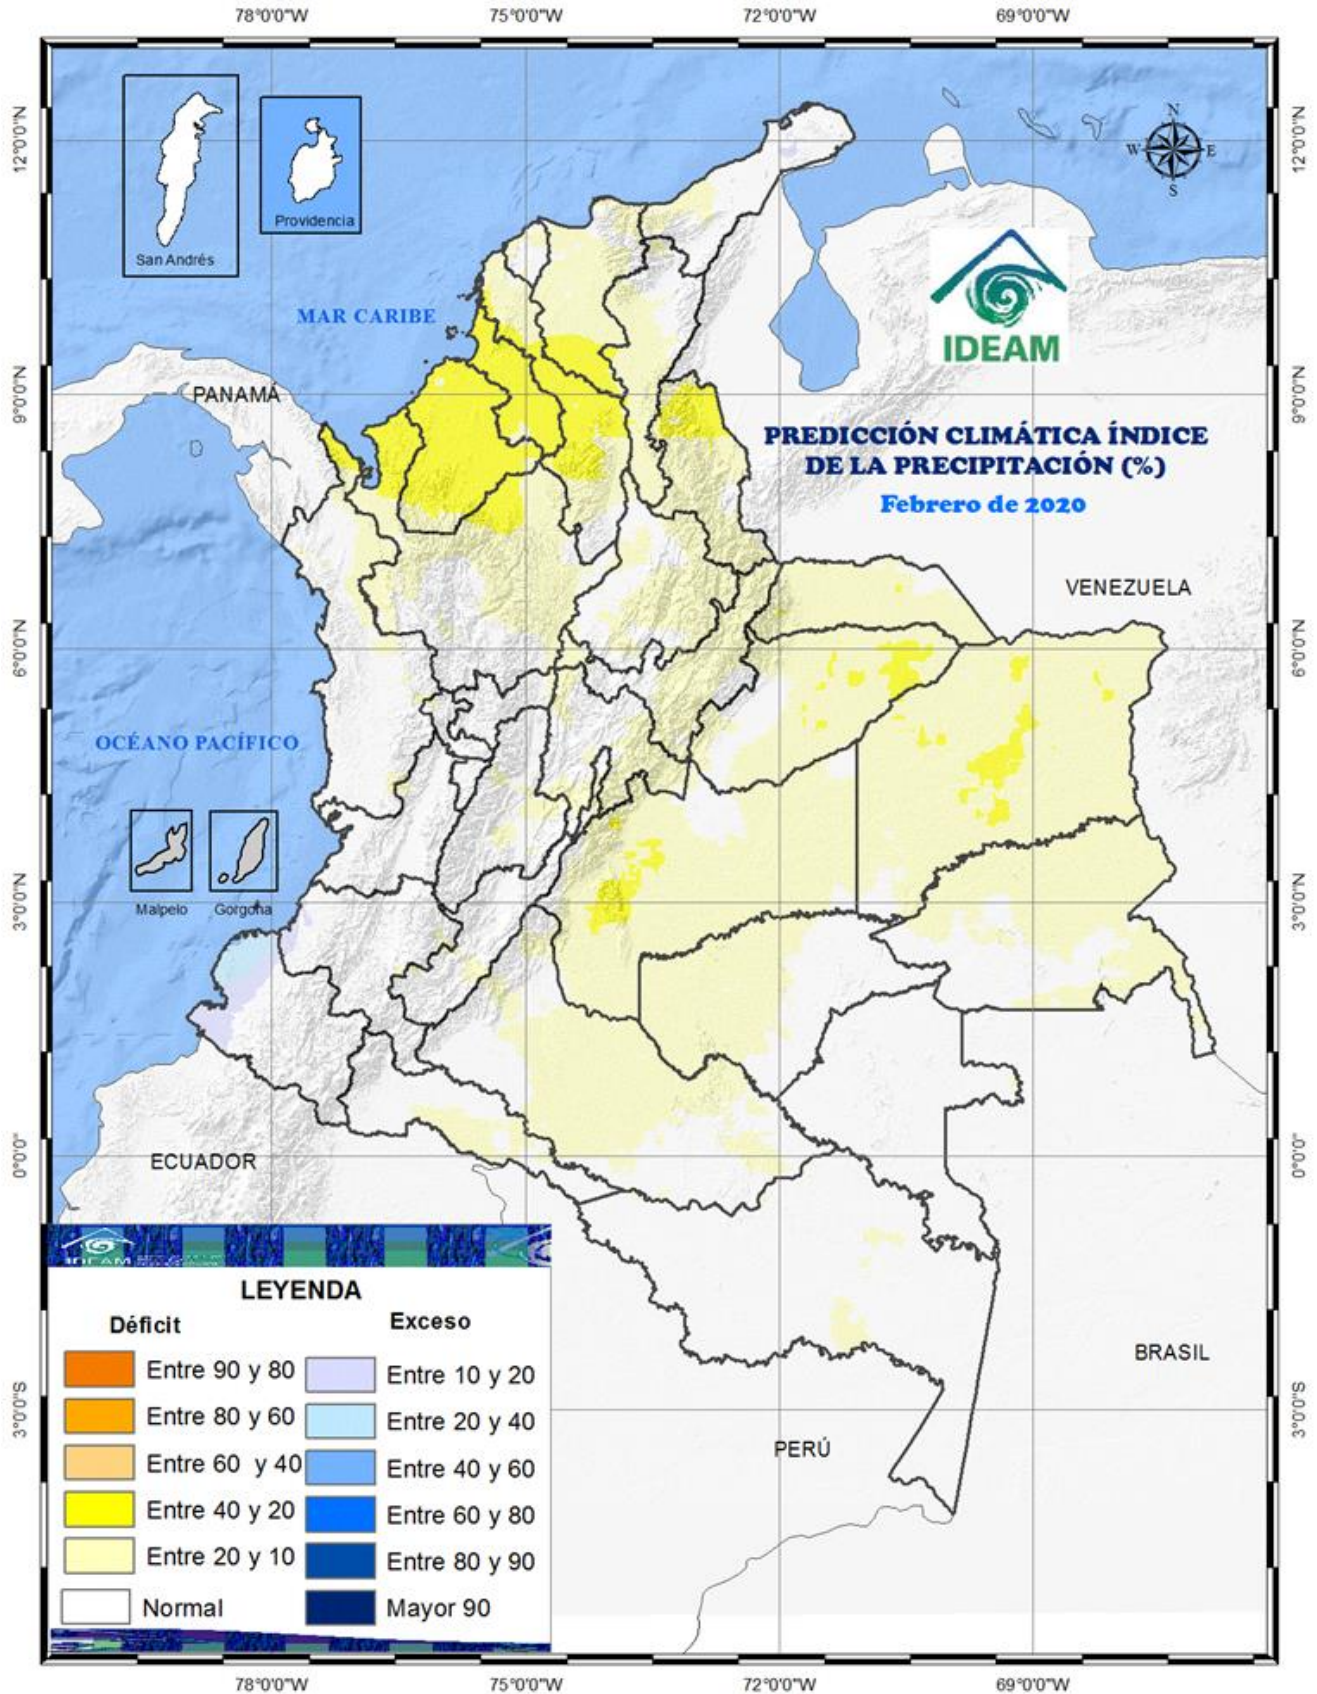 78°0'0"W 75°0'0"W 72°0'0"W 69°0'0"W
12°0'0"N
12°0'0"N
N
W E
S
San Andrés
Providencia
IDEAM
MAR CARIBE
9°0'0"N
9°0'0"N
PANAMÁ
PREDICCIÓN CLIMÁTICA ÍNDICE
DE LA PRECIPITACIÓN (%)
Febrero de 2020
VENEZUELA
6°0'0"N
6°0'0"N
OCÉANO PACÍFICO
3°0'0"N
3°0'0"N
Malpelo
Gorgona
0°0'0"
0°0'0"
ECUADOR
IDEAM
LEYENDA
Déficit
Entre 90 y 80
Entre 80 y 60
Entre 60 y 40
Entre 40 y 20
Entre 20 y 10
Normal
Exceso
Entre 10 y 20
Entre 20 y 40
Entre 40 y 60
Entre 60 y 80
Entre 80 y 90
Mayor 90
BRASIL
PERÚ
3°0'0"S
3°0'0"S
78°0'0"W 75°0'0"W 72°0'0"W 69°0'0"W